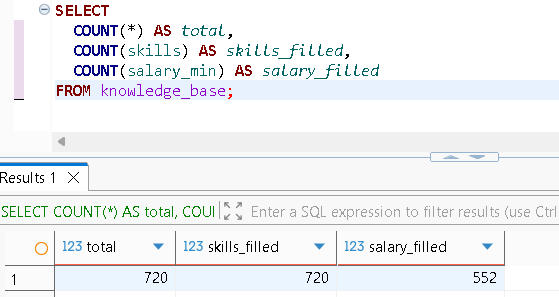 SELECT
COUNT(*) AS total,
COUNT(skills) AS skills_filled,
COUNT(salary_min) AS salary_filled
FROM knowledge_base;
Results 1
SELECT COUNT(*) AS total, COUI
Enter a SQL expression to filter results (use Ctrl
123 total 123 skills_filled 123 salary_filled
1 720 720 552